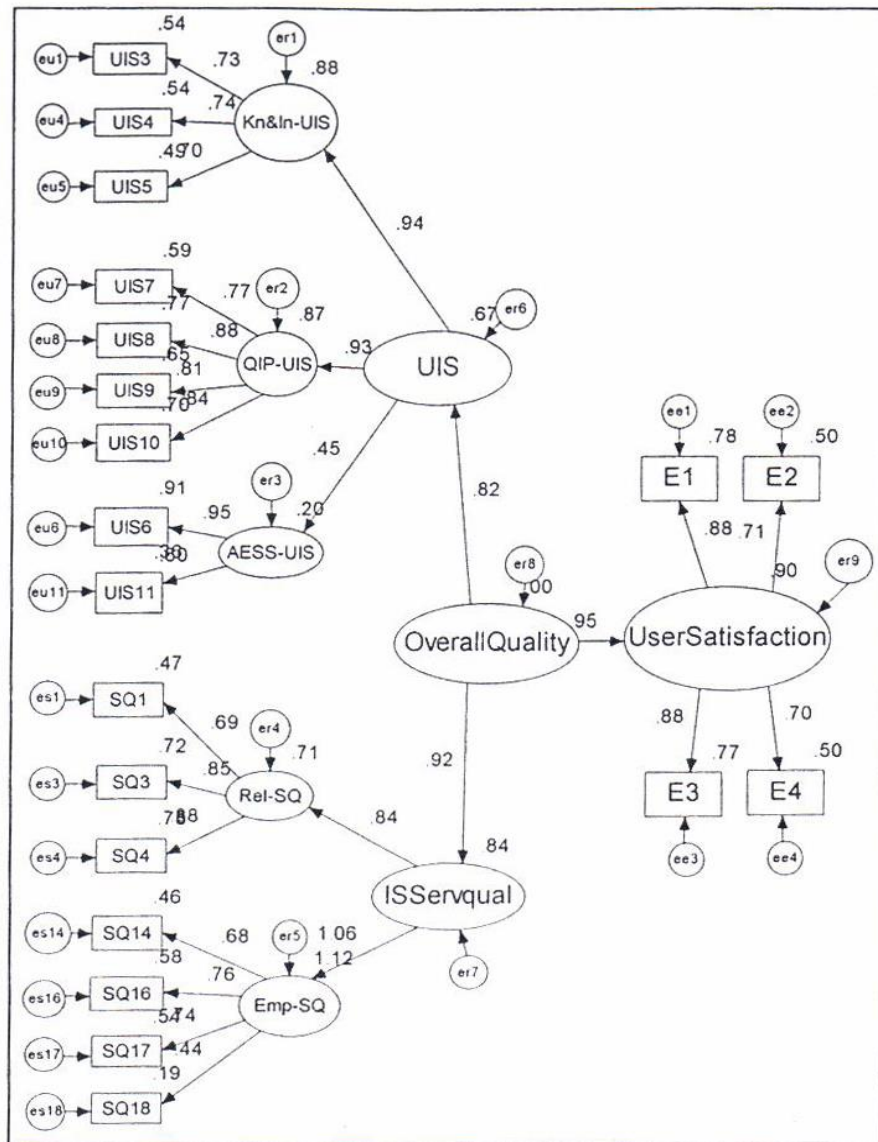 .54
er1
eu1 UIS3 .73 .88
.54
eu4 UIS4 .74 Kn&In-UIS
.49 .70
eu5 UIS5
.94
.59
eu7 UIS7 .77 er2 .67 er6
.77 .87
eu8 UIS8 .88 .93 UIS
.65 QIP-UIS
eu9 UIS9 .81
.70 .84
eu10 UIS10
ee1 ee2
.78 .50
.45
E1 E2
.91 er3 .82
eu6 UIS6 .95 .20
.88 .71
AESS-UIS
.60
eu11 UIS11
er8 .90 er9
.00
OverallQuality .95 UserSatisfaction
.47
es1 SQ1
.69 er4 .88 .70
.72 .71 .92 .77 .50
es3 SQ3 .85
Rel-SQ E3 E4
.88 .84
es4 SQ4 .84
ee3 ee4
ISServqual
.46
es14 SQ14 .68 er5 1.06
.58 1.12 er7
es16 SQ16 .76
Emp-SQ
.54 .74
es17 SQ17 .44
.19
es18 SQ18